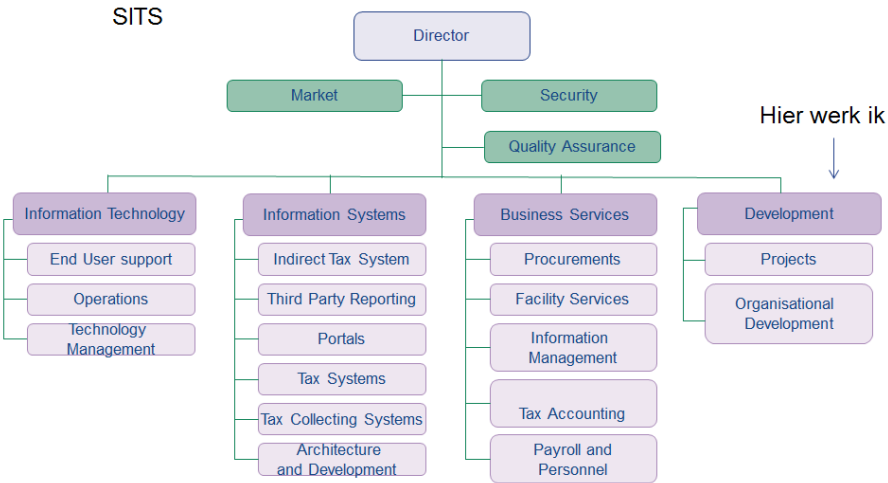 SITS
Director
Market
Security
Hier werk ik
Quality Assurance
Information Technology
End User support
Operations
Technology
Management
Information Systems
Indirect Tax System
Third Party Reporting
Portals
Tax Systems
Tax Collecting Systems
Architecture
and Development
Business Services
Procurements
Facility Services
Information
Management
Tax Accounting
Payroll and
Personnel
Development
Projects
Organisational
Development